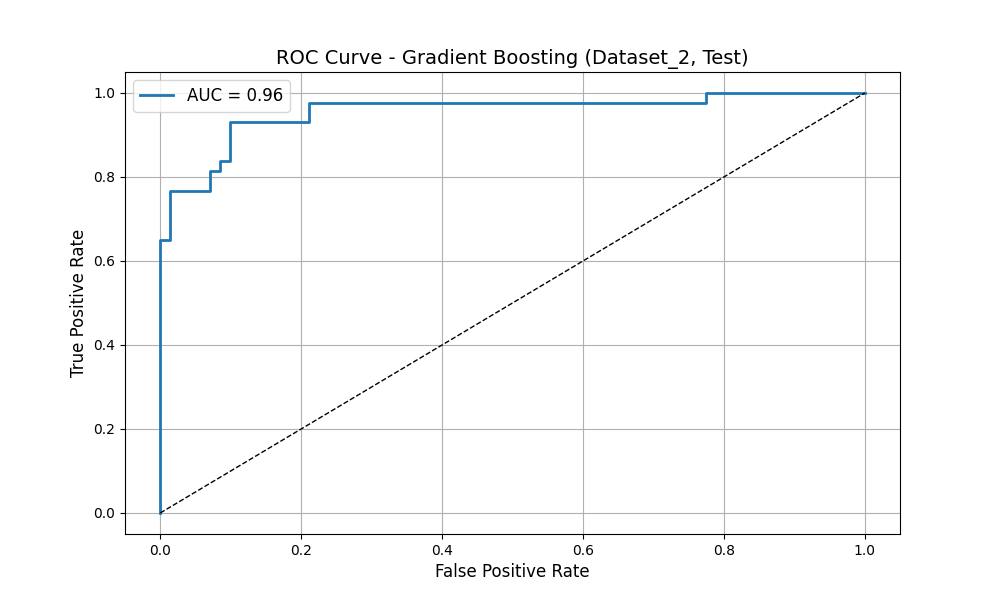 ROC Curve - Gradient Boosting (Dataset_2, Test)
AUC = 0.96
True Positive Rate
1.0
0.8
0.6
0.4
0.2
0.0
0.0 0.2 0.4 0.6 0.8 1.0
False Positive Rate